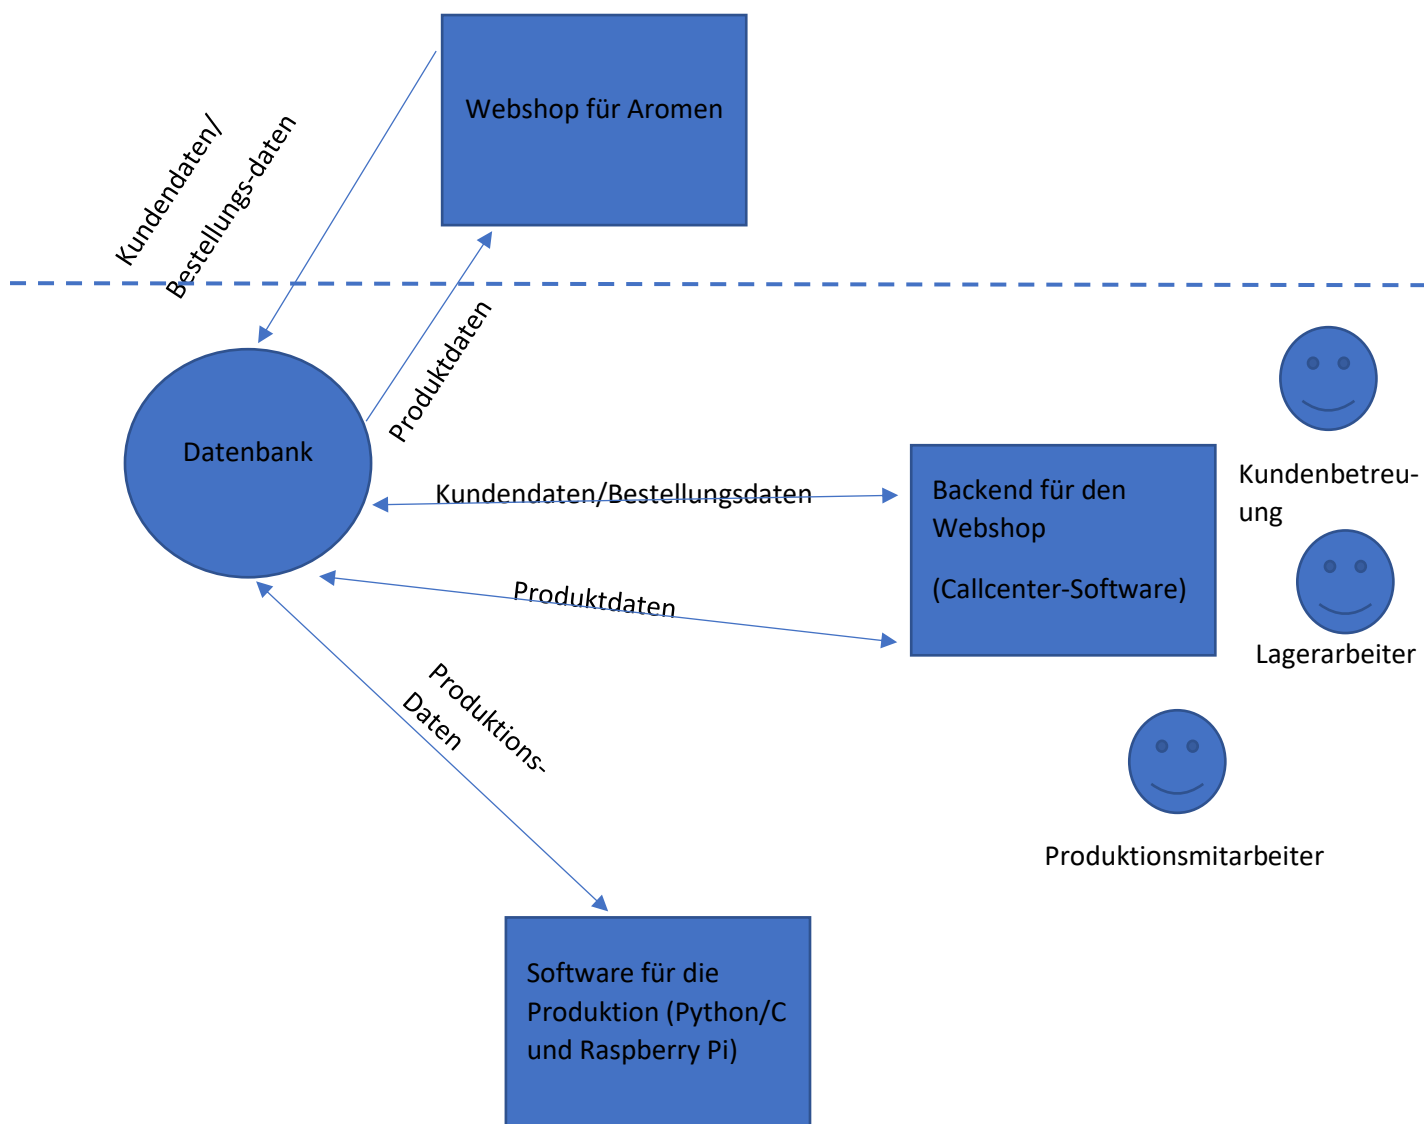 Webshop für Aromen
Kundendaten/
Bestellungs-daten
Produktdaten
Datenbank
Kundendaten/Bestellungsdaten
Backend für den
Webshop
(Callcenter-Software)
Kundenbetreu-
ung
Produktdaten
Lagerarbeiter
Produktions-
Daten
Produktionsmitarbeiter
Software für die
Produktion (Python/C
und Raspberry Pi)